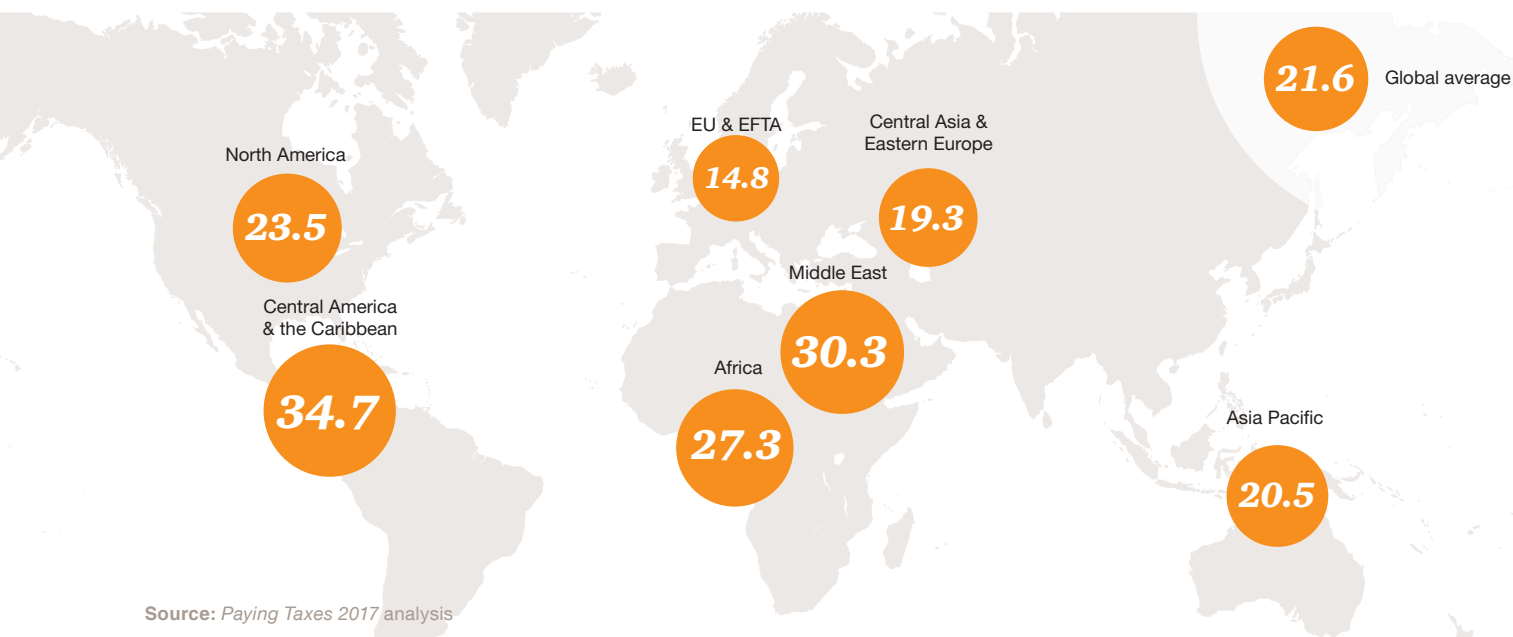 21.6
Global average
EU & EFTA
14.8
Central Asia &
Eastern Europe
19.3
North America
23.5
Middle East
30.3
Central America
& the Caribbean
34.7
Africa
27.3
Asia Pacific
20.5
Source: Paying Taxes 2017 analysis